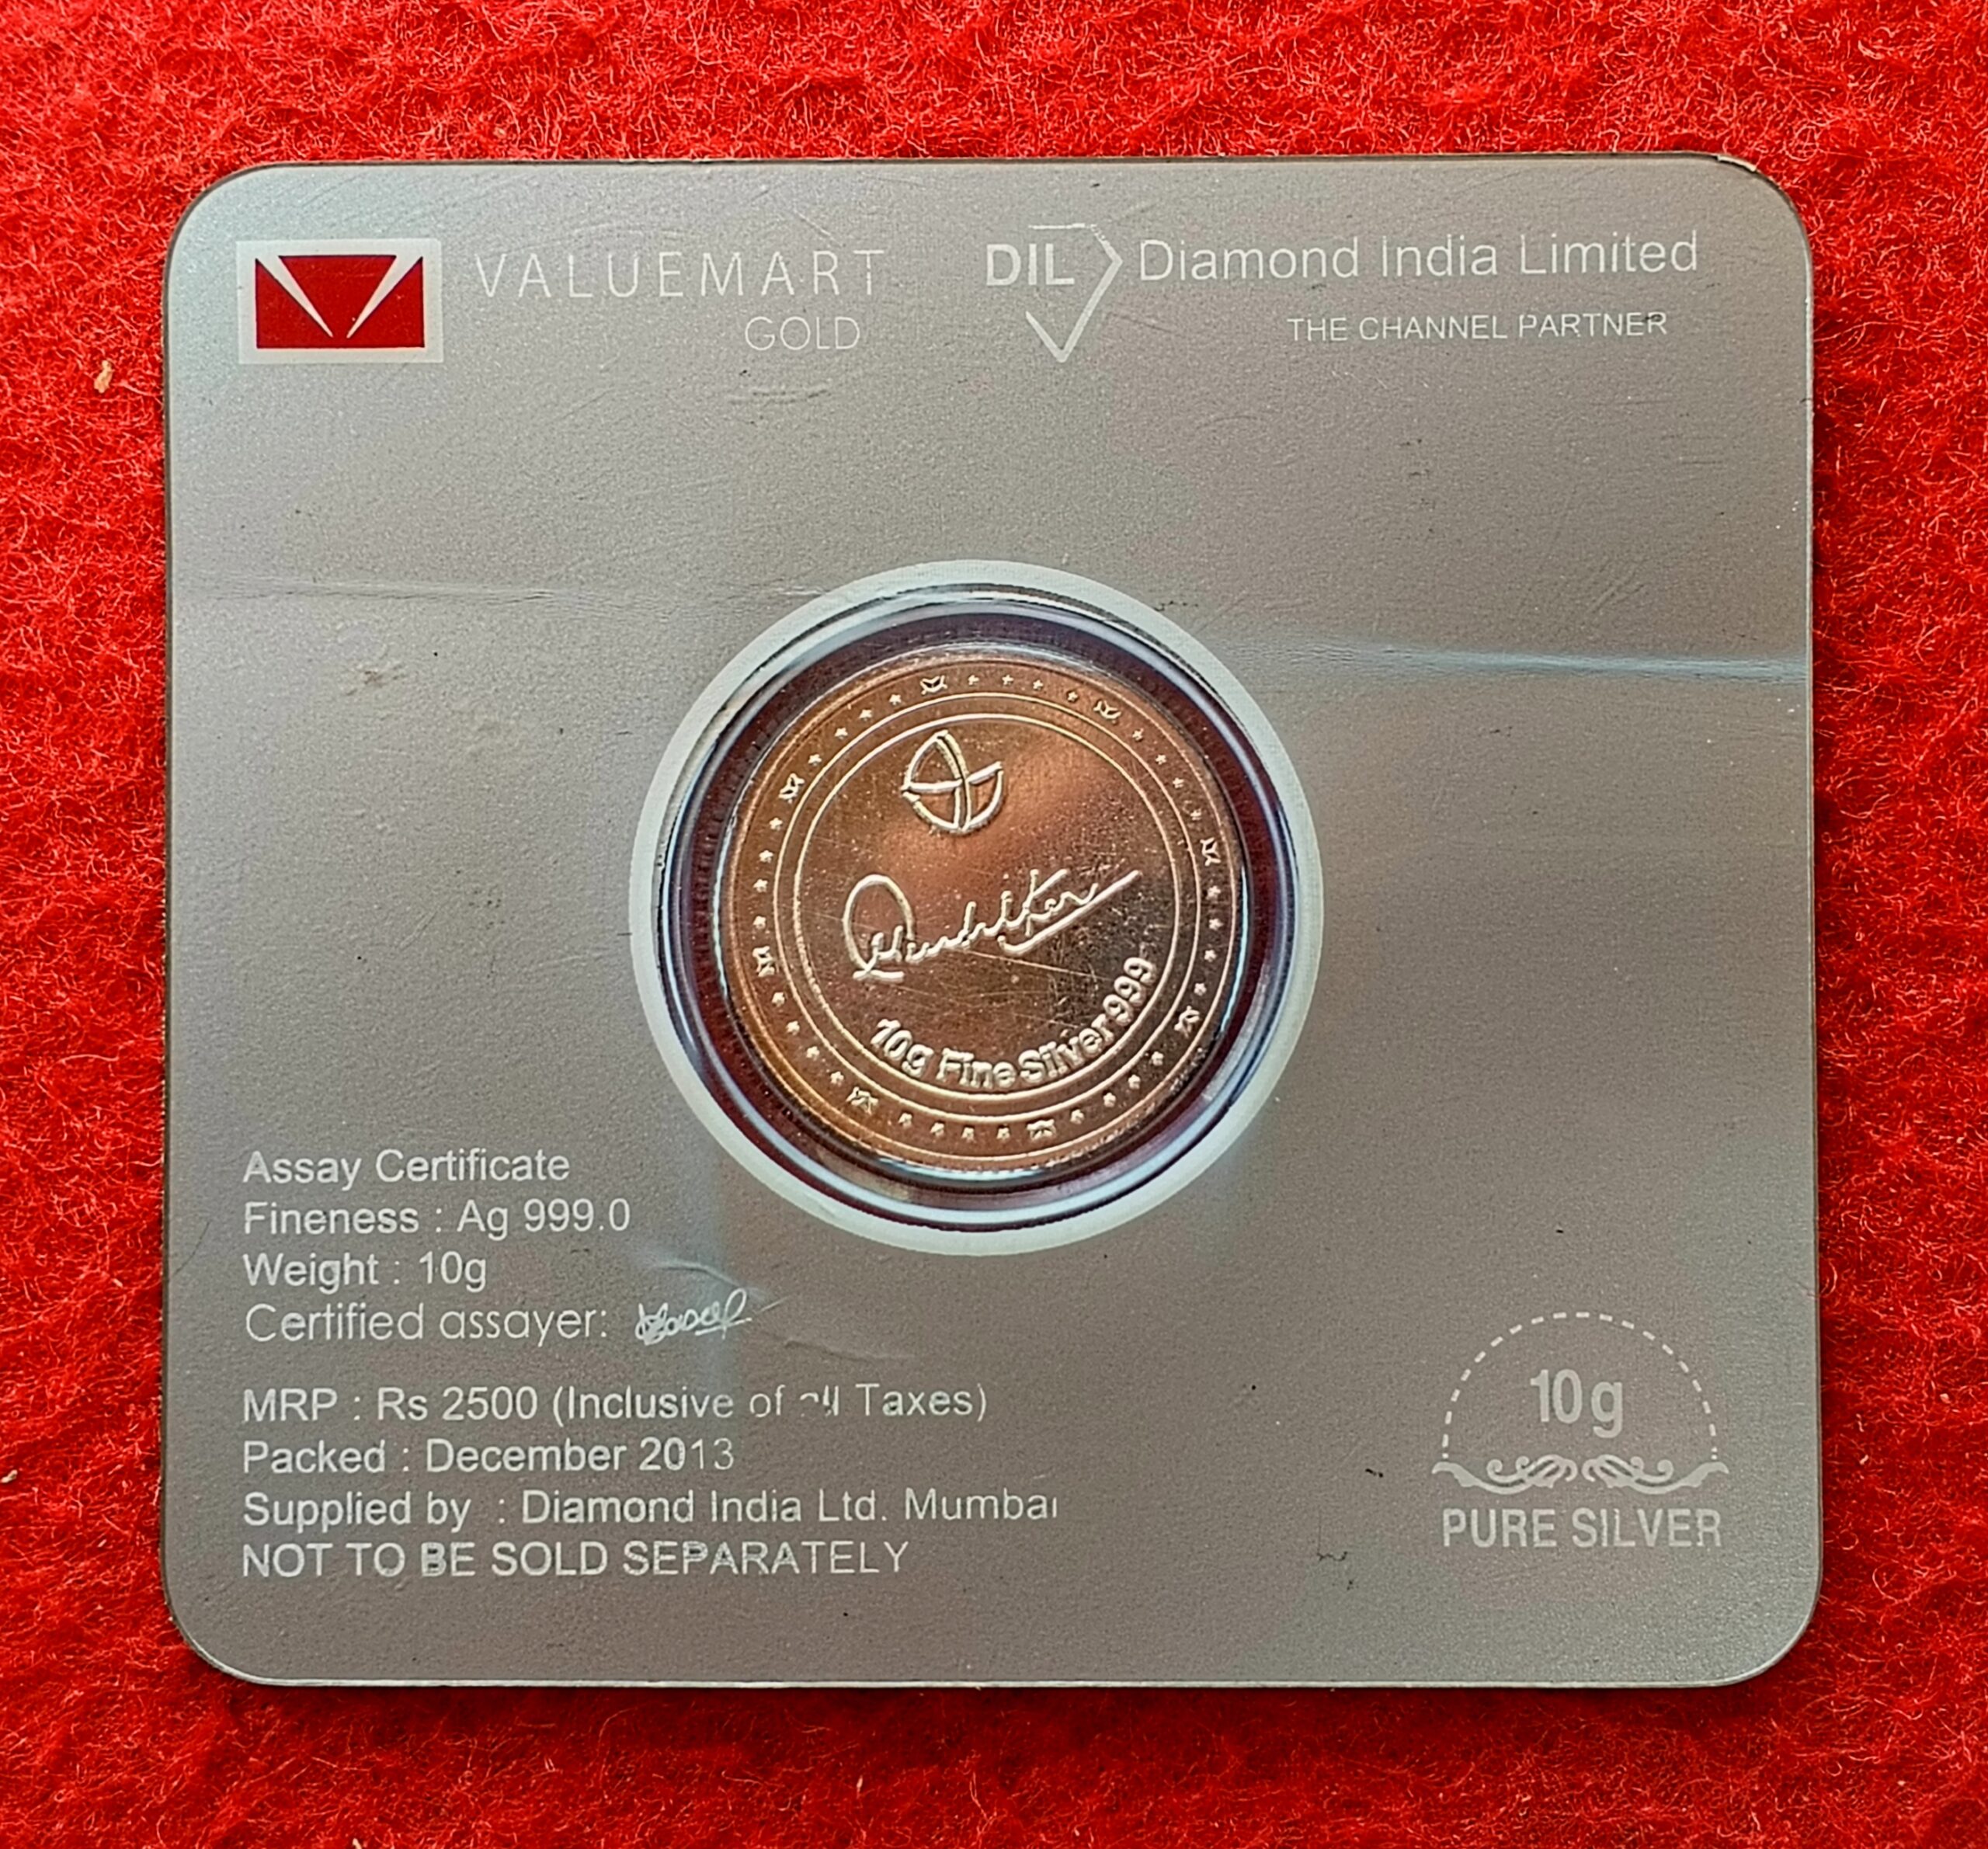 VALUEMART
GOLD
DIL Diamond India Limited
THE CHANNEL PARTNER
10g Fine Silver 999
Assay Certificate
Fineness : Ag 999.0
Weight : 10g
Certified assayer:
MRP : Rs 2500 (Inclusive of all Taxes)
Packed : December 2013
Supplied by : Diamond India Ltd. Mumbai
NOT TO BE SOLD SEPARATELY
10g
PURE SILVER